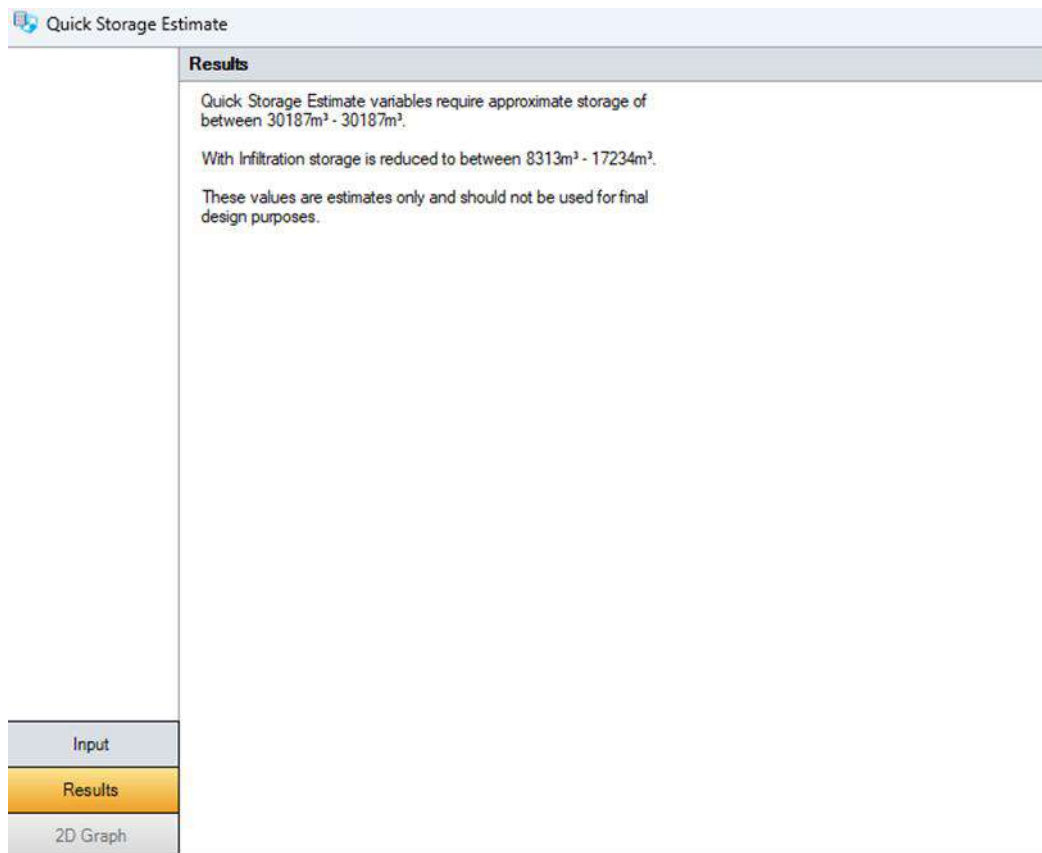 Quick Storage Estimate
Results
Quick Storage Estimate variables require approximate storage of
between 30187m³ - 30187m³.
With Infiltration storage is reduced to between 8313m³ - 17234m³.
These values are estimates only and should not be used for final
design purposes.
Input
Results
2D Graph